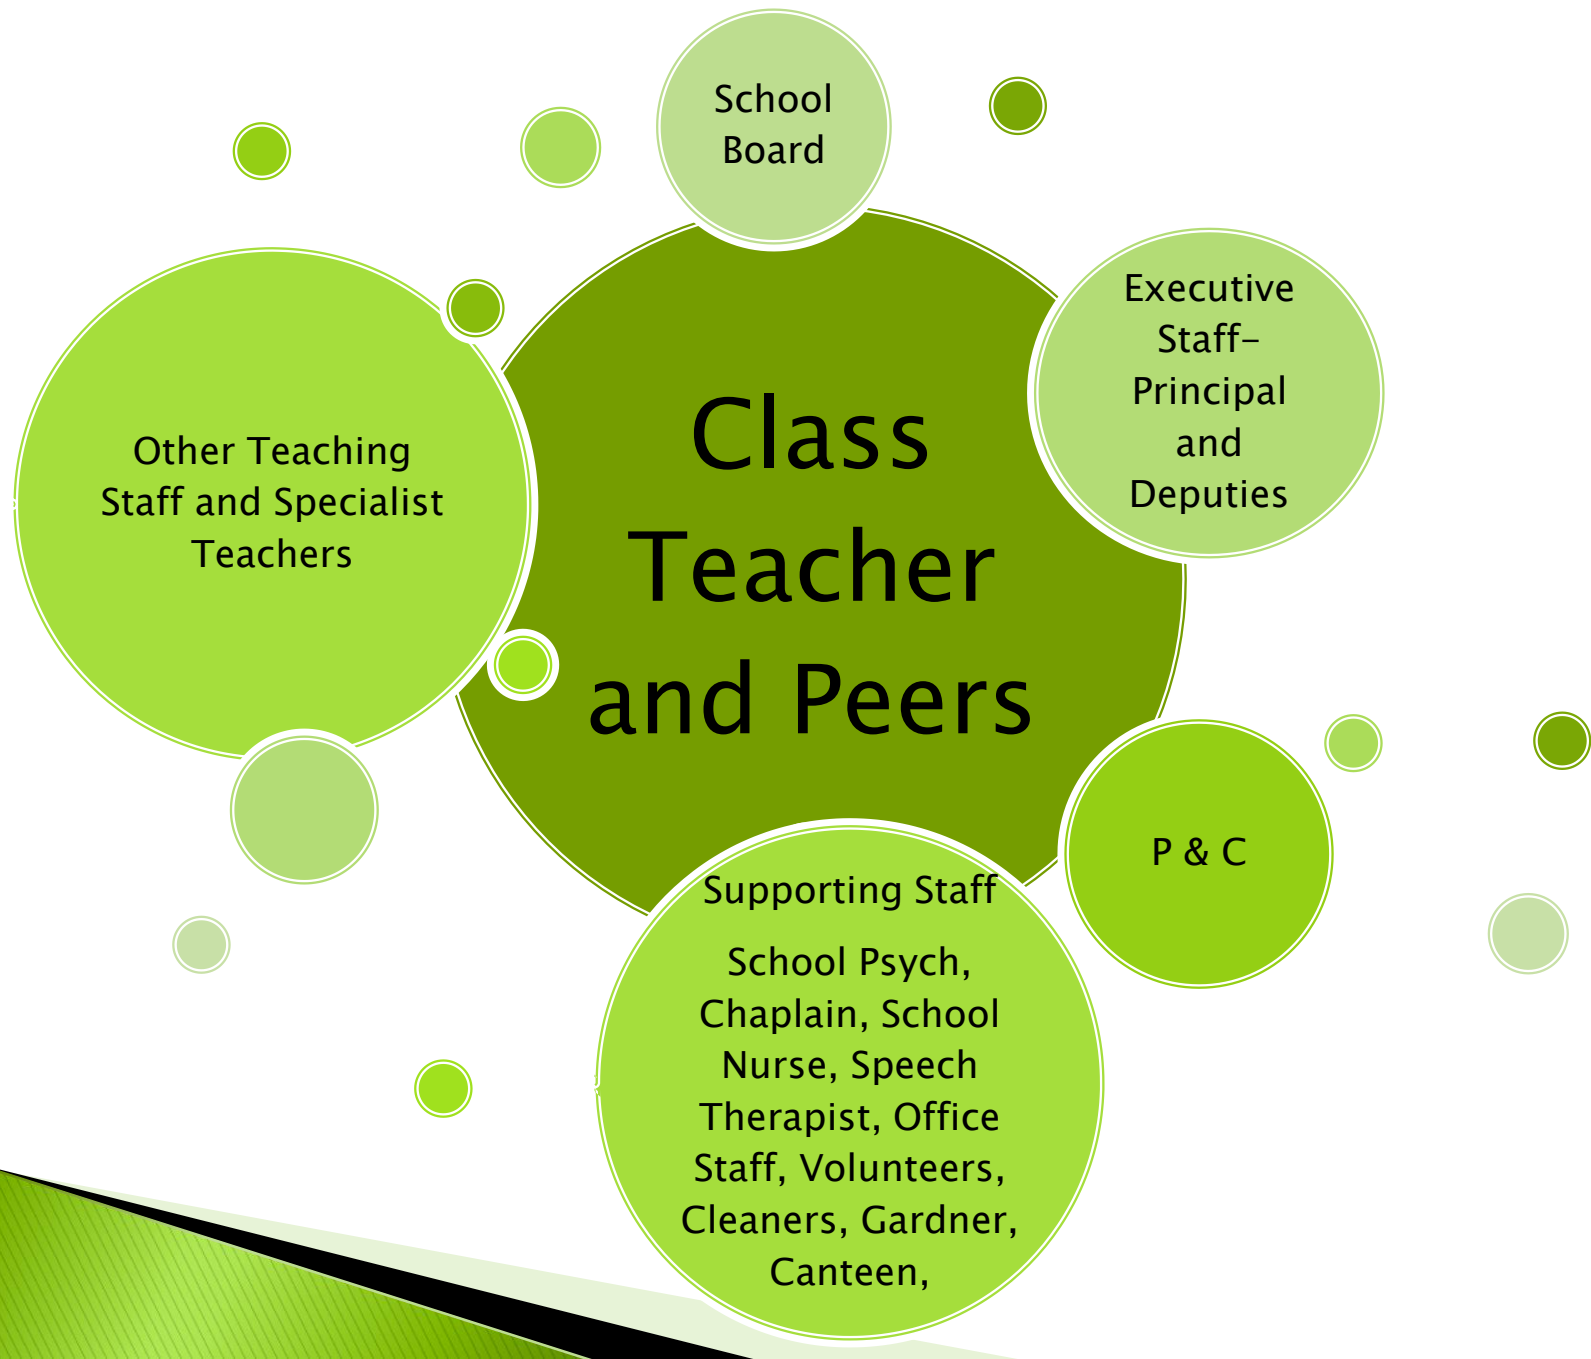 School
Board
Executive
Staff-
Principal
and
Deputies
Other Teaching
Staff and Specialist
Teachers
Class
Teacher
and Peers
P & C
Supporting Staff
School Psych,
Chaplain, School
Nurse, Speech
Therapist, Office
Staff, Volunteers,
Cleaners, Gardner,
Canteen,